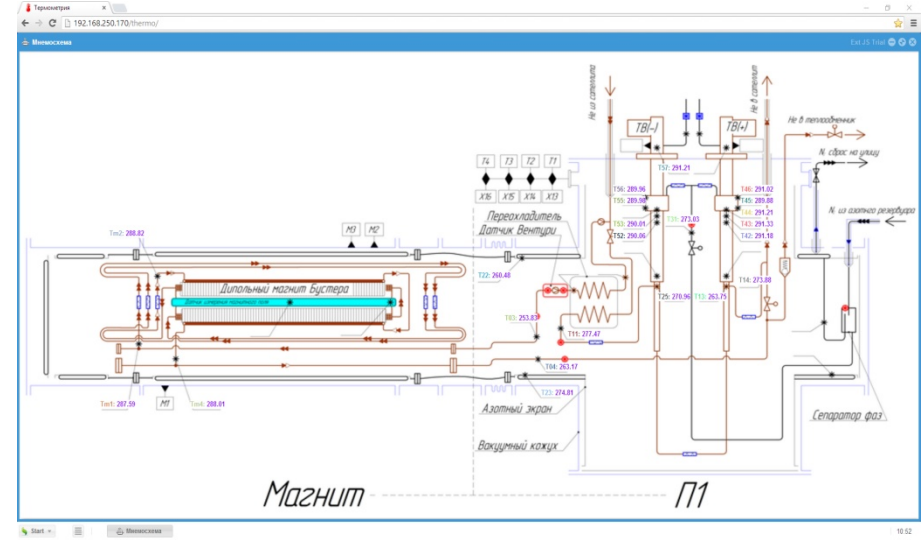 Термометрия
192.168.250.170/thermo/
Мнемосхема
Ext JS Trial
Не из сателлита
Не в сателлит
Не в теплообменник
ТВ(-)
ТВ(+)
N₂ сброс на улицу
T57: 291.21
T4 T3 T2 T1
X16 X15 X14 X13
T56: 289.96
T46: 291.02
T55: 289.98
T45: 289.88
N₂ из азотного резервуара
Переохладитель
T31: 273.03
T44: 291.21
T53: 290.01
T43: 291.33
Датчик Вентури
T52: 290.06
T42: 291.18
M3 M2
Tm2: 288.82
T22: 260.48
T14: 273.88
Дипольный магнит Бустера
Датчик измерения магнитного поля
T25: 270.96
T13: 263.75
T03: 253.83
T11: 277.47
T04: 263.17
T23: 274.81
Tm1: 287.59
M1
Tm4: 288.01
Азотный экран
Сепаратор фаз
Вакуумный кожух
Магнит
П1
Start
Мнемосхема
10:52